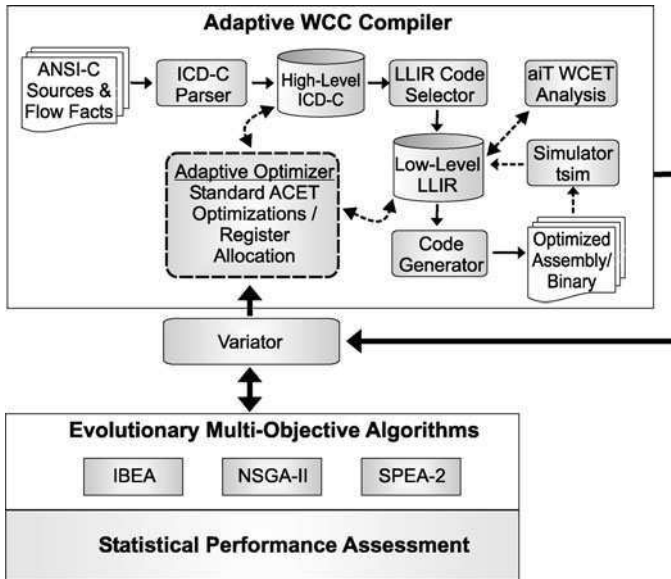 Adaptive WCC Compiler
ANSI-C
Sources &
Flow Facts
ICD-C
Parser
High-Level
ICD-C
LLIR Code
Selector
aiT WCET
Analysis
Adaptive Optimizer
Standard ACET
Optimizations /
Register
Allocation
Low-Level
LLIR
Simulator
tsim
Code
Generator
Optimized
Assembly/
Binary
Variator
Evolutionary Multi-Objective Algorithms
IBEA
NSGA-II
SPEA-2
Statistical Performance Assessment